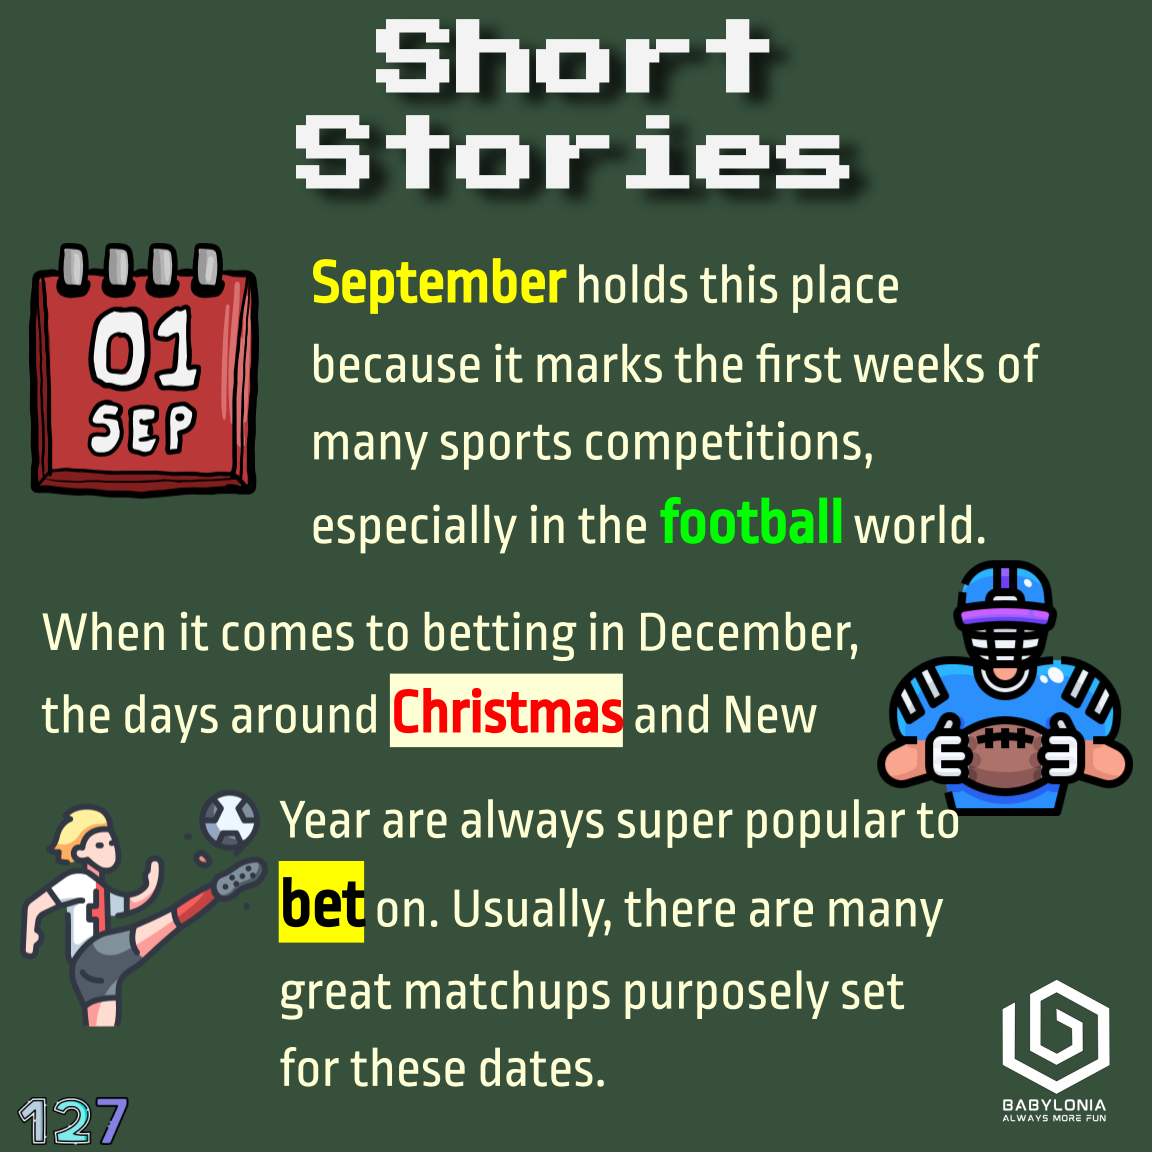 Short
Stories
01
SEP
September holds this place
because it marks the first weeks of
many sports competitions,
especially in the football world.
When it comes to betting in December,
the days around Christmas and New
Year are always super popular to
bet on. Usually, there are many
great matchups purposely set
for these dates.
BABYLONIA
ALWAYS MORE FUN
127